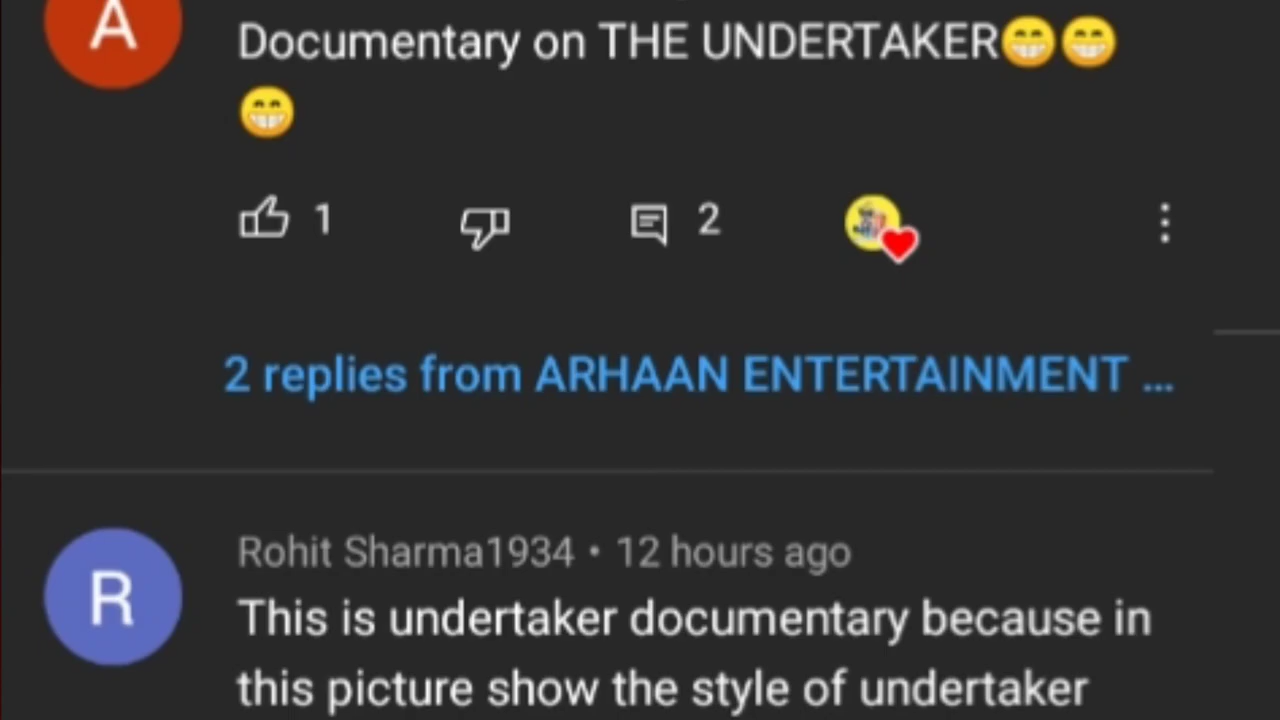 A
Documentary on THE UNDERTAKER😁😁
😁
1
2
2 replies from ARHAAN ENTERTAINMENT ...
R
Rohit Sharma1934 • 12 hours ago
This is undertaker documentary because in
this picture show the style of undertaker